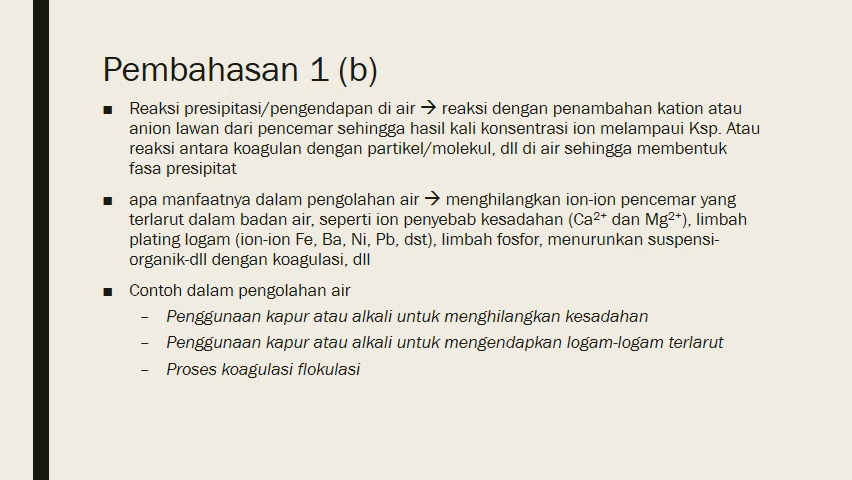 Pembahasan 1 (b)
■ Reaksi presipitasi/pengendapan di air → reaksi dengan penambahan kation atau
anion lawan dari pencemar sehingga hasil kali konsentrasi ion melampaui Ksp. Atau
reaksi antara koagulan dengan partikel/molekul, dll di air sehingga membentuk
fasa presipitat
■ apa manfaatnya dalam pengolahan air → menghilangkan ion-ion pencemar yang
terlarut dalam badan air, seperti ion penyebab kesadahan (Ca²⁺ dan Mg²⁺), limbah
plating logam (ion-ion Fe, Ba, Ni, Pb, dst), limbah fosfor, menurunkan suspensi-
organik-dll dengan koagulasi, dll
■ Contoh dalam pengolahan air
– Penggunaan kapur atau alkali untuk menghilangkan kesadahan
– Penggunaan kapur atau alkali untuk mengendapkan logam-logam terlarut
– Proses koagulasi flokulasi